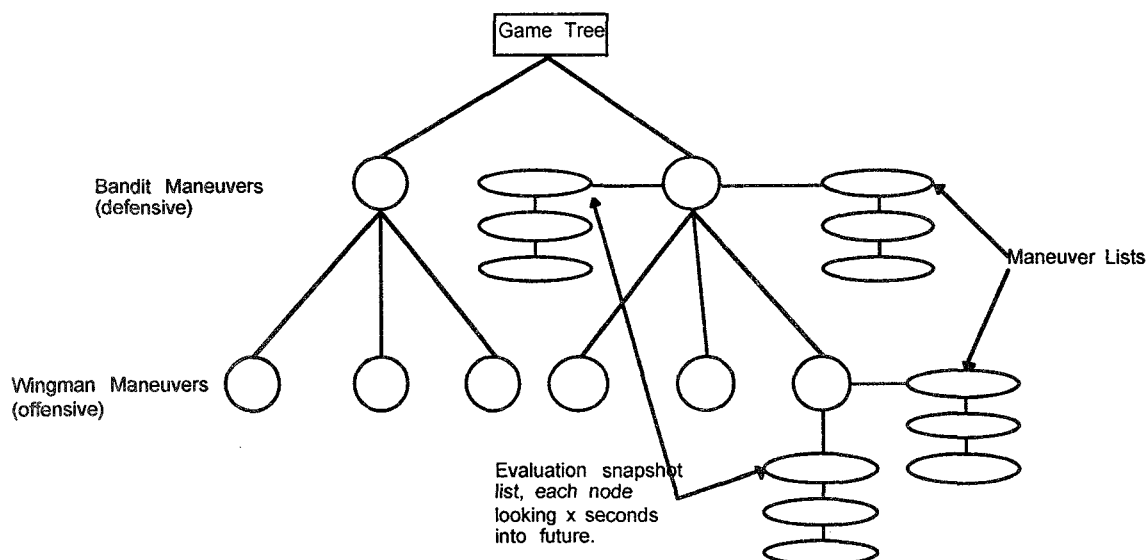 Game Tree
Bandit Maneuvers
(defensive)
Maneuver Lists
Wingman Maneuvers
(offensive)
Evaluation snapshot
list, each node
looking x seconds
into future.